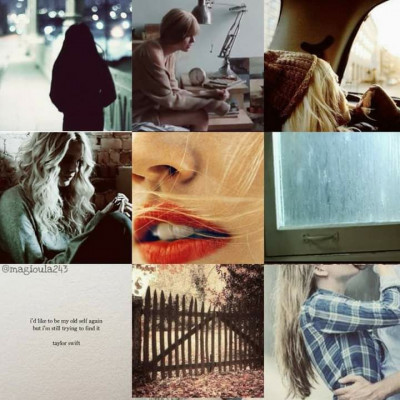 @magioula243
i'd like to be my old self again
but i'm still trying to find it
taylor swift